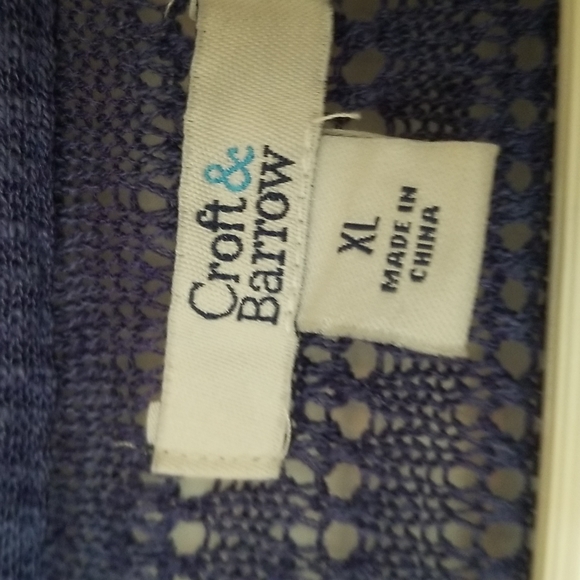 Croft &
Barrow
XL
MADE IN
CHINA